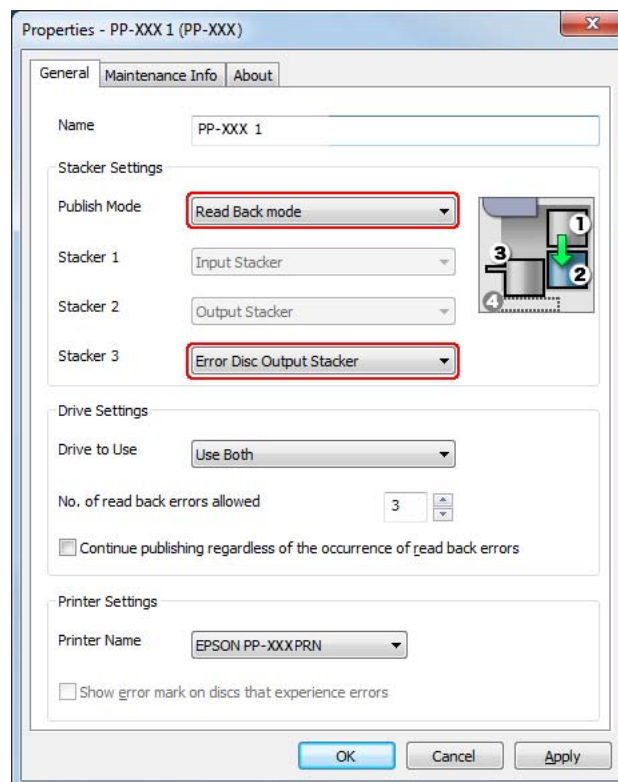 Properties - PP-XXX 1 (PP-XXX)
General Maintenance Info About
Name PP-XXX 1
Stacker Settings
Publish Mode Read Back mode
Stacker 1 Input Stacker
Stacker 2 Output Stacker
Stacker 3 Error Disc Output Stacker
1
3
2
4
Drive Settings
Drive to Use Use Both
No. of read back errors allowed 3
Continue publishing regardless of the occurrence of read back errors
Printer Settings
Printer Name EPSON PP-XXXPRN
Show error mark on discs that experience errors
OK Cancel Apply